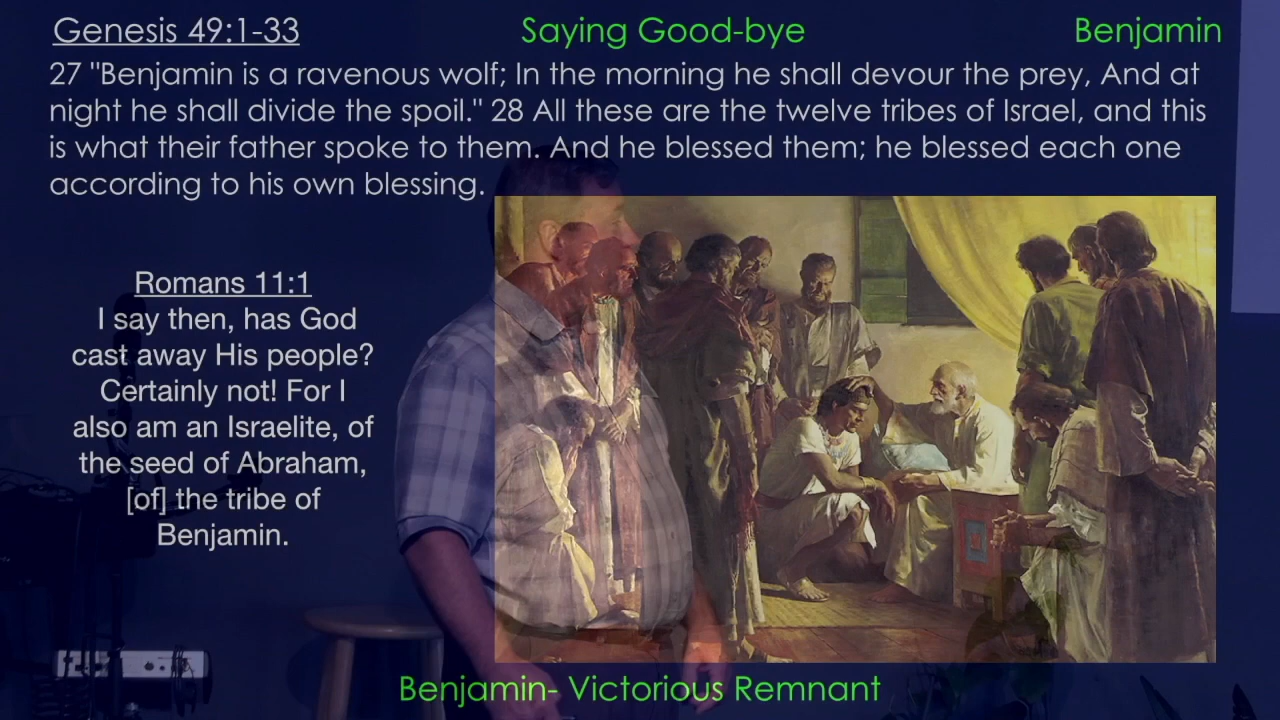 Genesis 49:1-33 Saying Good-bye Benjamin
27 "Benjamin is a ravenous wolf; In the morning he shall devour the prey, And at
night he shall divide the spoil." 28 All these are the twelve tribes of Israel, and this
is what their father spoke to them. And he blessed them; he blessed each one
according to his own blessing.
Romans 11:1
I say then, has God
cast away His people?
Certainly not! For I
also am an Israelite, of
the seed of Abraham,
[of] the tribe of
Benjamin.
Benjamin- Victorious Remnant